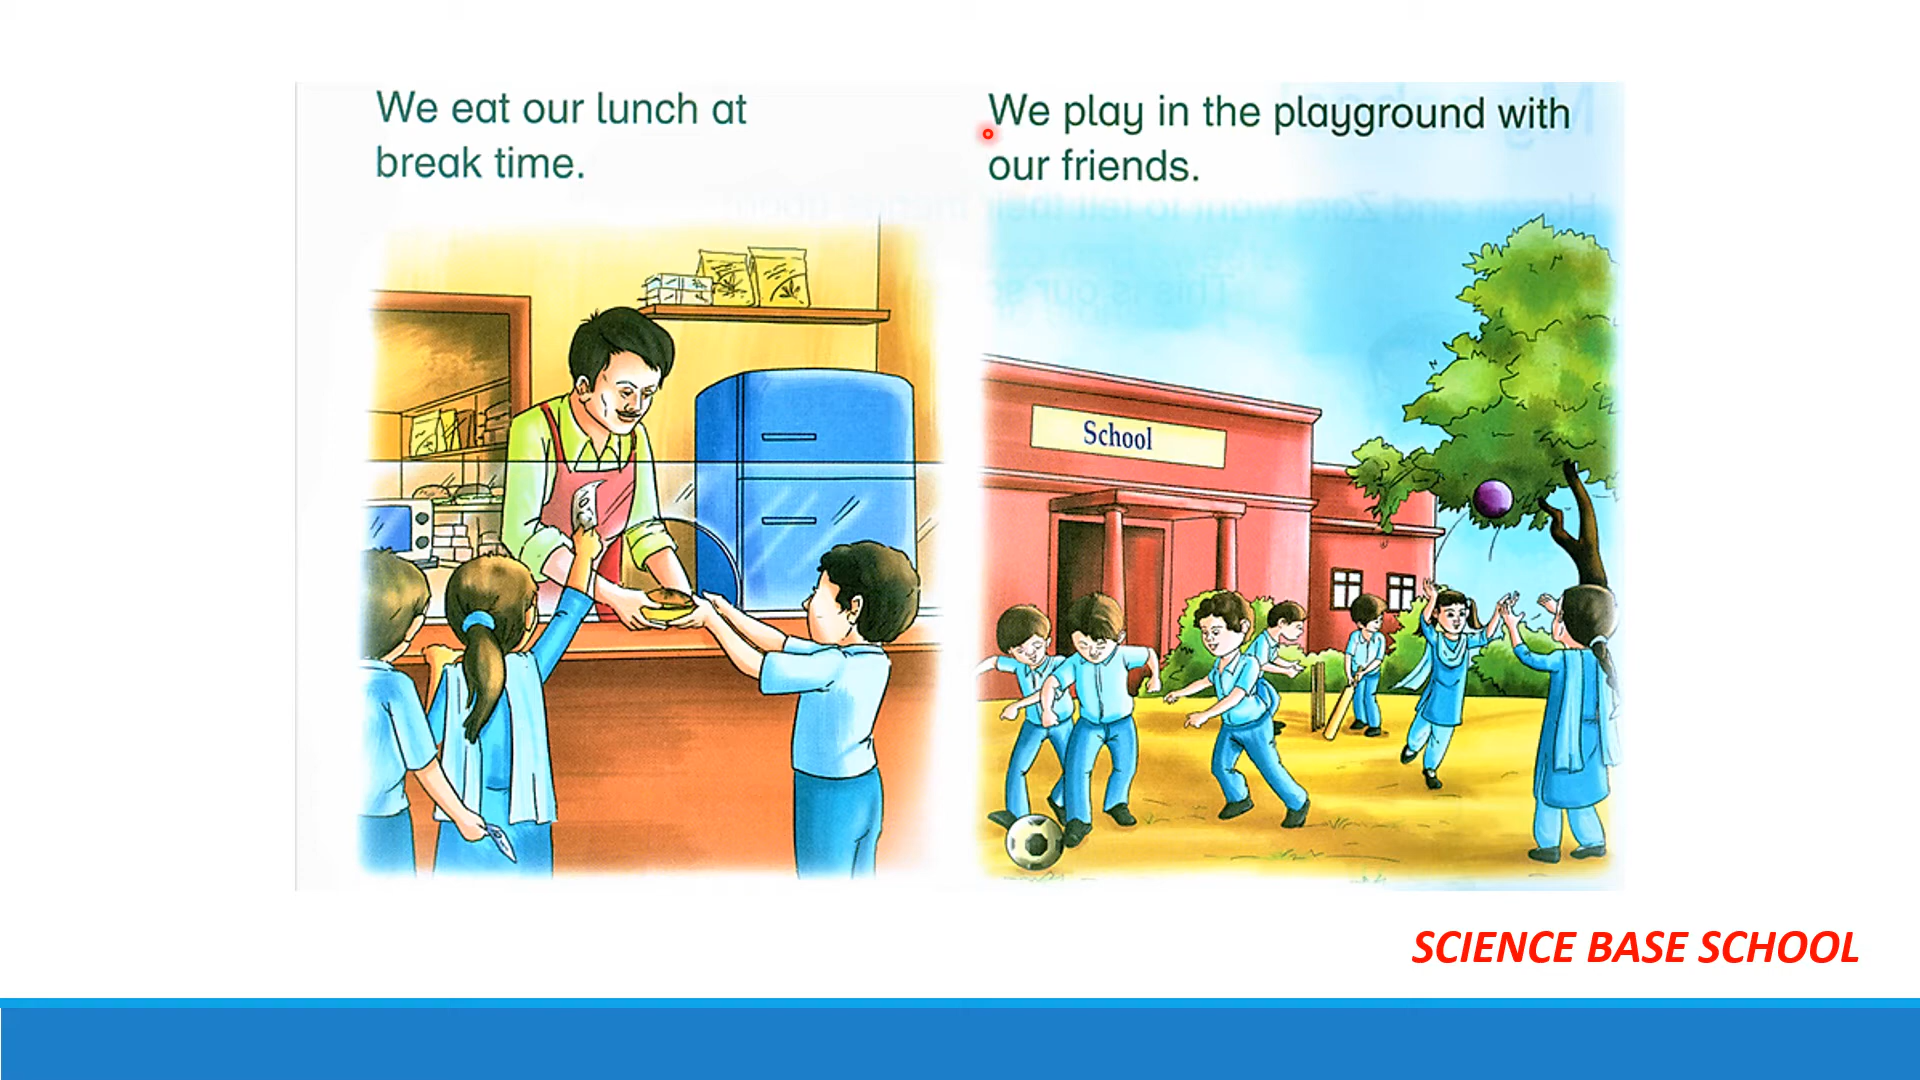 We eat our lunch at
break time.
We play in the playground with
our friends.
School
SCIENCE BASE SCHOOL